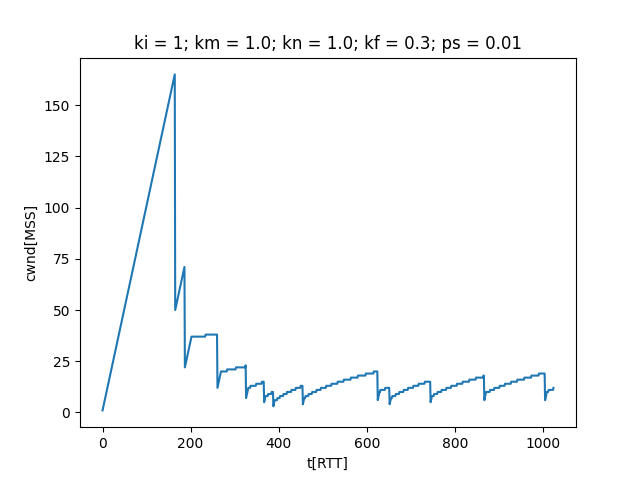 ki = 1; km = 1.0; kn = 1.0; kf = 0.3; ps = 0.01
150
125
100
75
50
25
0
cwnd[MSS]
0 200 400 600 800 1000
t[RTT]